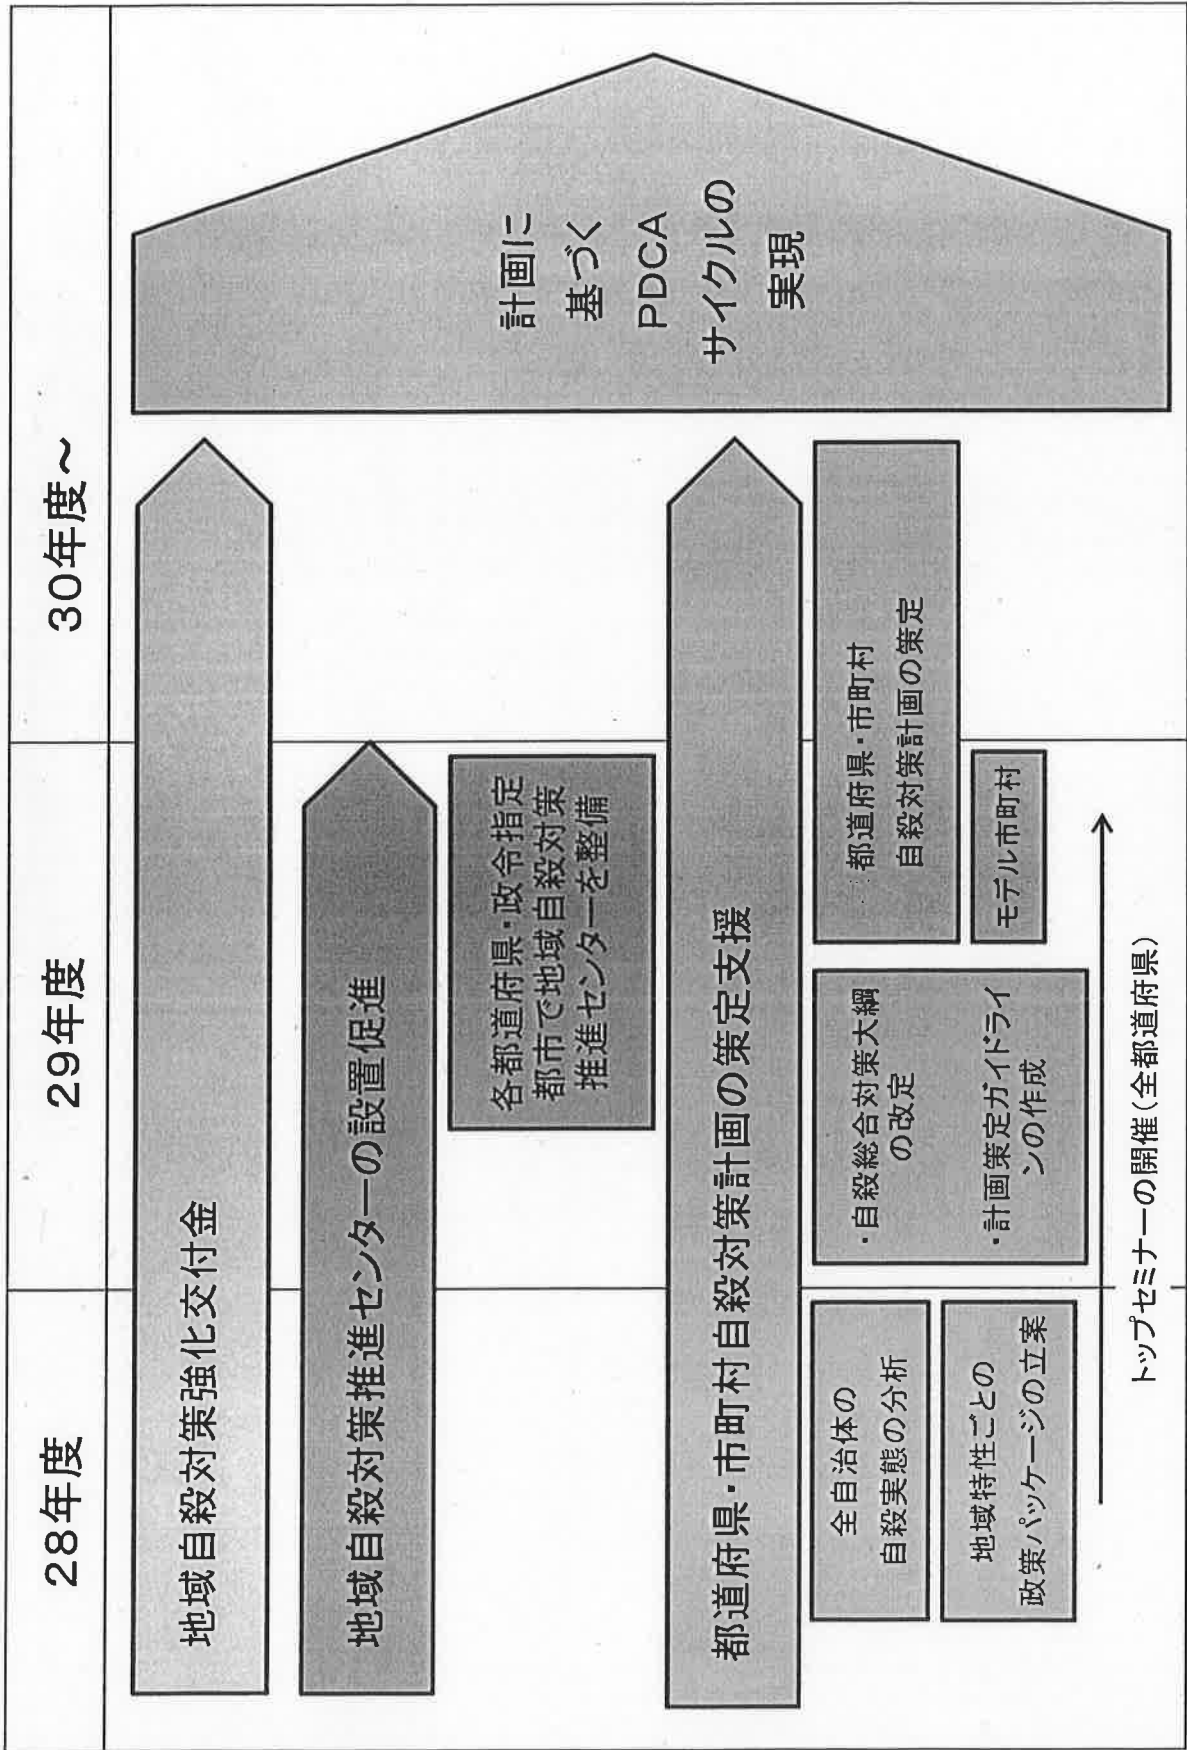 28年度
29年度
30年度～
地域自殺対策強化交付金
地域自殺対策推進センターの設置促進
各都道府県・政令指定
都市で地域自殺対策
推進センターを整備
都道府県・市町村自殺対策計画の策定支援
全自治体の
自殺実態の分析
地域特性ごとの
政策パッケージの立案
・自殺総合対策大綱
の改定
・計画策定ガイドライ
ンの作成
都道府県・市町村
自殺対策計画の策定
モデル市町村
トップセミナーの開催（全都道府県）
計画に
基づく
PDCA
サイクルの
実現